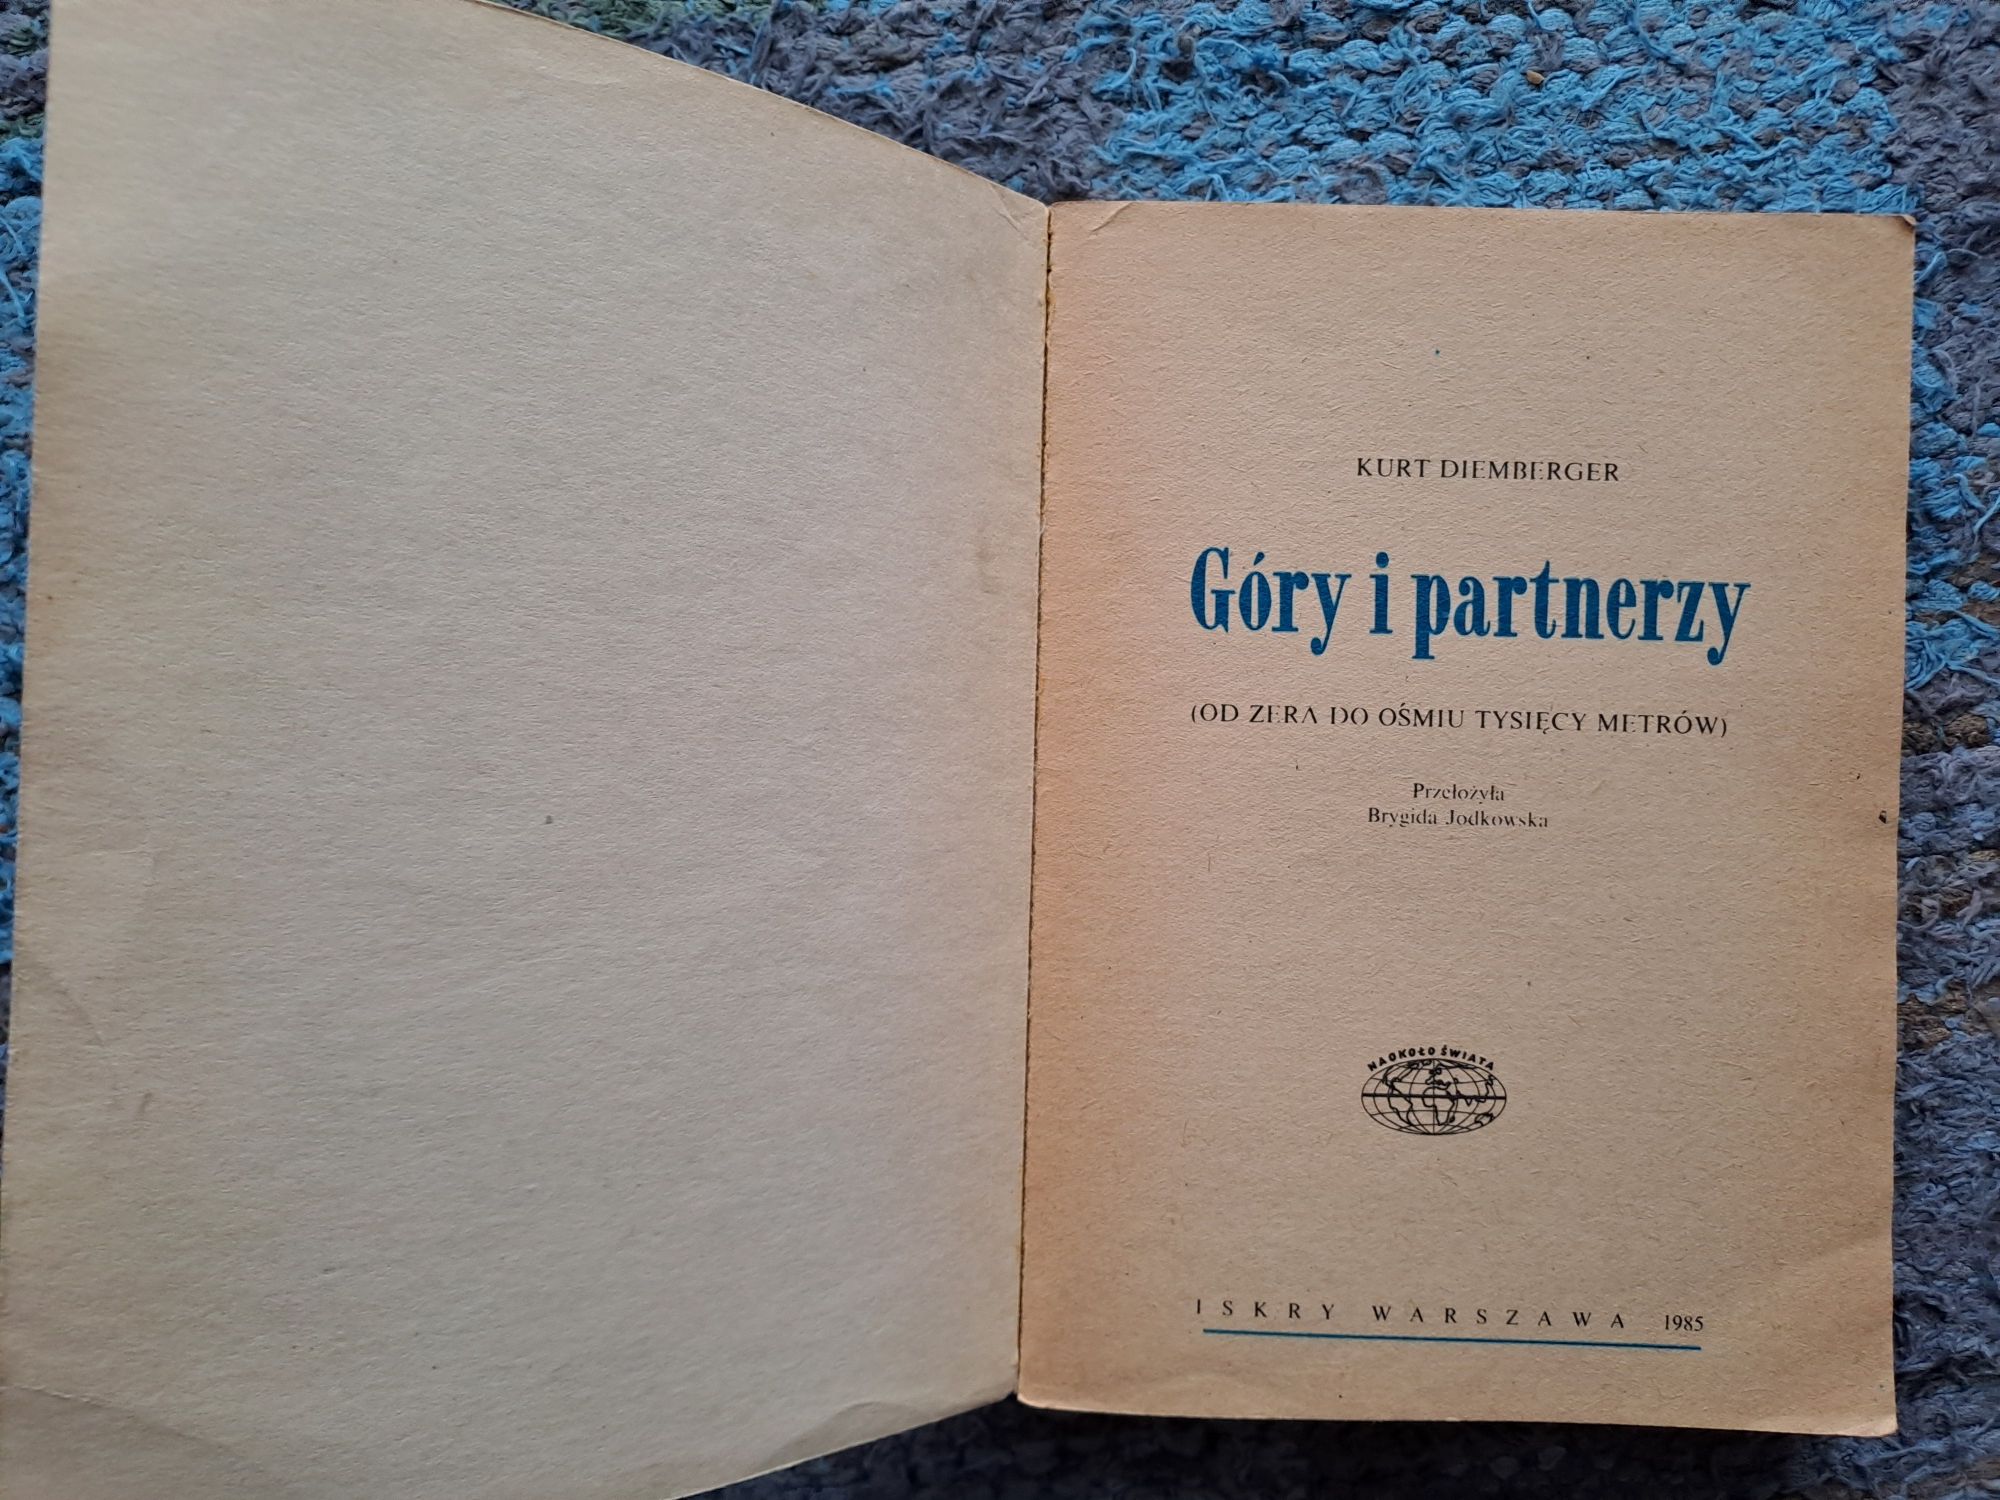 KURT DIEMBERGER
Góry i partnerzy
(OD ZERA DO OŚMIU TYSIĘCY METRÓW)
Przełożyła
Brygida Jodkowska
NAOKOŁO ŚWIATA
ISKRY WARSZAWA 1985